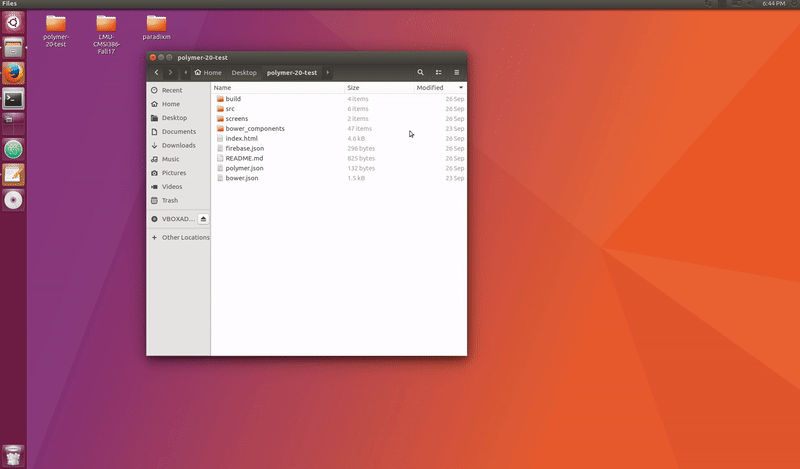 Files
6:44 PM
polymer-
20-test
LMU-
CMSI386-
Fall17
paradixm
polymer-20-test
Home
Desktop
polymer-20-test
Name Size Modified
Recent
Home
Desktop
Documents
Downloads
Music
Pictures
Videos
Trash
VBOXAD...
Other Locations
build 4 items 26 Sep
src 6 items 26 Sep
screens 2 items 26 Sep
bower_components 47 items 23 Sep
index.html 4.6 kB 26 Sep
firebase.json 296 bytes 26 Sep
README.md 825 bytes 26 Sep
polymer.json 132 bytes 26 Sep
bower.json 1.5 kB 23 Sep